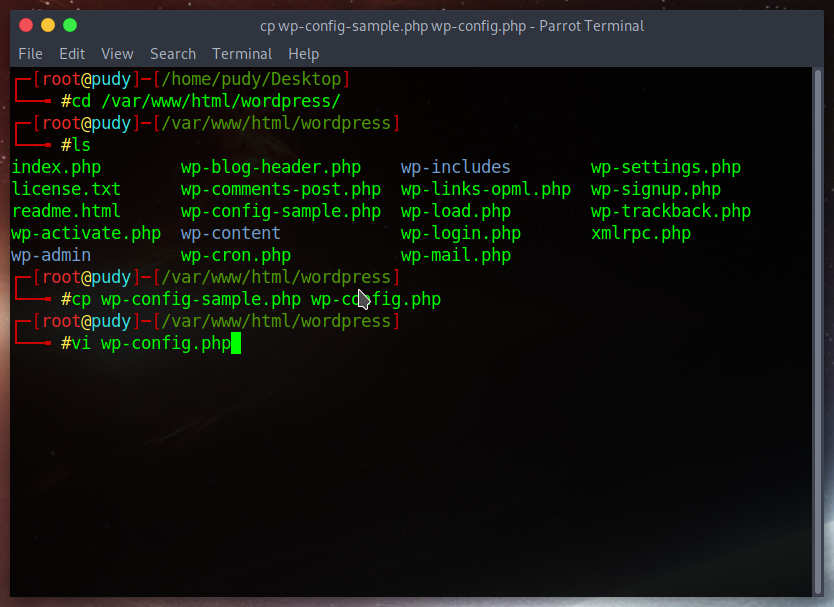 cp wp-config-sample.php wp-config.php - Parrot Terminal
File Edit View Search Terminal Help
┌─[root@pudy]─[/home/pudy/Desktop]
└──╼ #cd /var/www/html/wordpress/
┌─[root@pudy]─[/var/www/html/wordpress]
└──╼ #ls
index.php        wp-blog-header.php    wp-includes        wp-settings.php
license.txt      wp-comments-post.php  wp-links-opml.php  wp-signup.php
readme.html      wp-config-sample.php  wp-load.php        wp-trackback.php
wp-activate.php  wp-content            wp-login.php       xmlrpc.php
wp-admin         wp-cron.php           wp-mail.php
┌─[root@pudy]─[/var/www/html/wordpress]
└──╼ #cp wp-config-sample.php wp-config.php
┌─[root@pudy]─[/var/www/html/wordpress]
└──╼ #vi wp-config.php